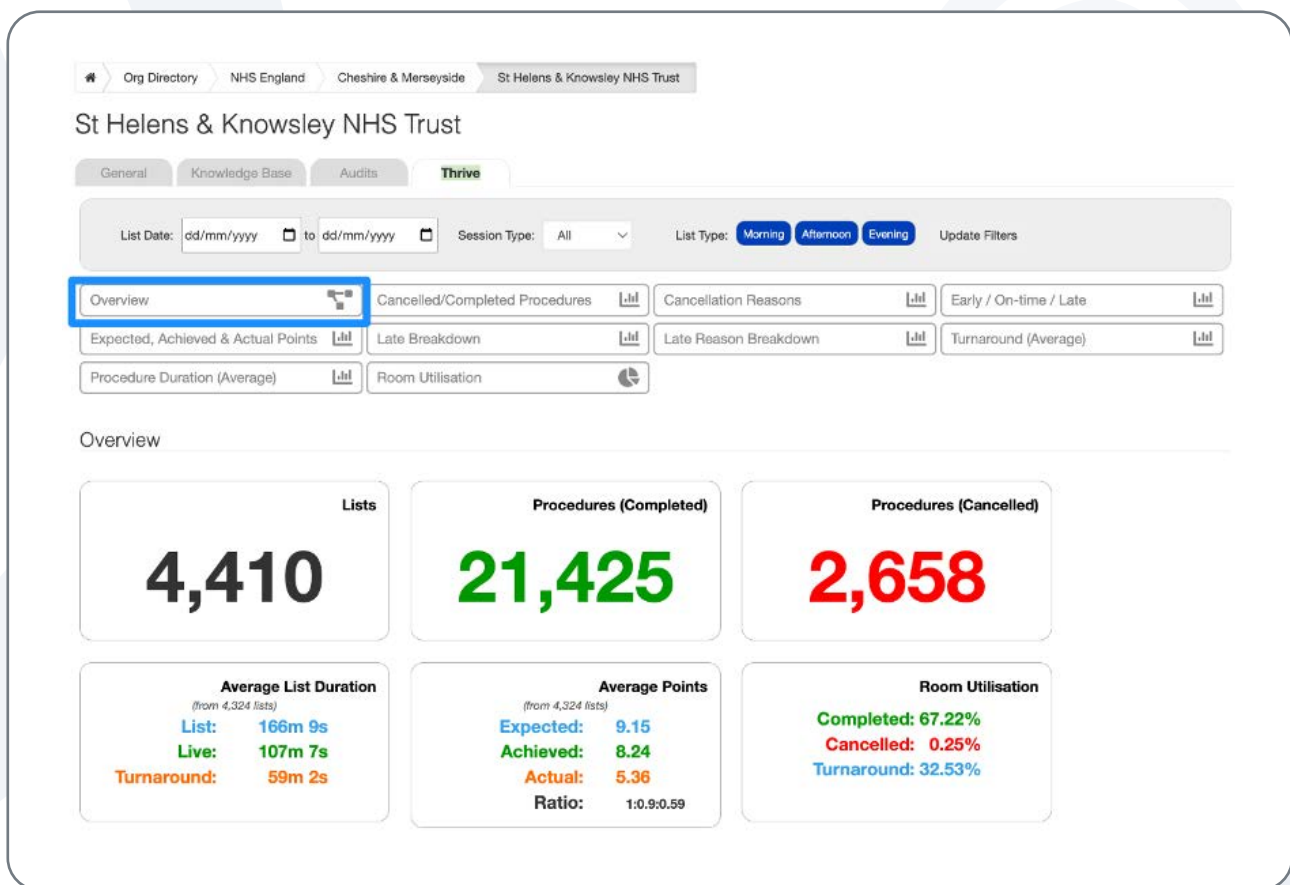 Org Directory NHS England Cheshire & Merseyside St Helens & Knowsley NHS Trust
St Helens & Knowsley NHS Trust
General Knowledge Base Audits Thrive
List Date: dd/mm/yyyy to dd/mm/yyyy Session Type: All List Type: Morning Afternoon Evening Update Filters
Overview Cancelled/Completed Procedures Cancellation Reasons Early / On-time / Late
Expected, Achieved & Actual Points Late Breakdown Late Reason Breakdown Turnaround (Average)
Procedure Duration (Average) Room Utilisation
Overview
Lists
4,410
Procedures (Completed)
21,425
Procedures (Cancelled)
2,658
Average List Duration
(from 4,324 lists)
List: 166m 9s
Live: 107m 7s
Turnaround: 59m 2s
Average Points
(from 4,324 lists)
Expected: 9.15
Achieved: 8.24
Actual: 5.36
Ratio: 1:0.9:0.59
Room Utilisation
Completed: 67.22%
Cancelled: 0.25%
Turnaround: 32.53%